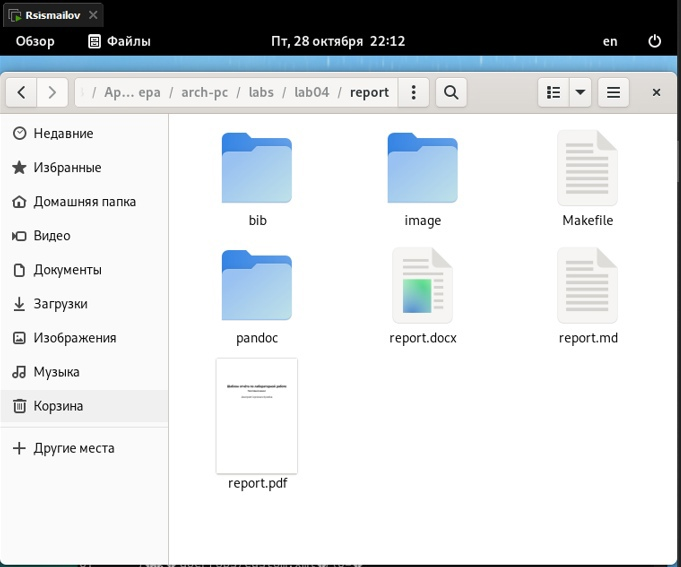 Rsismailov
Обзор Файлы Пт, 28 октября 22:12 en
/ Ар... ера / arch-pc / labs / lab04 / report
Недавние
Избранные
Домашняя папка
Видео
Документы
Загрузки
Изображения
Музыка
Корзина
Другие места
bib image Makefile
pandoc report.docx report.md
report.pdf